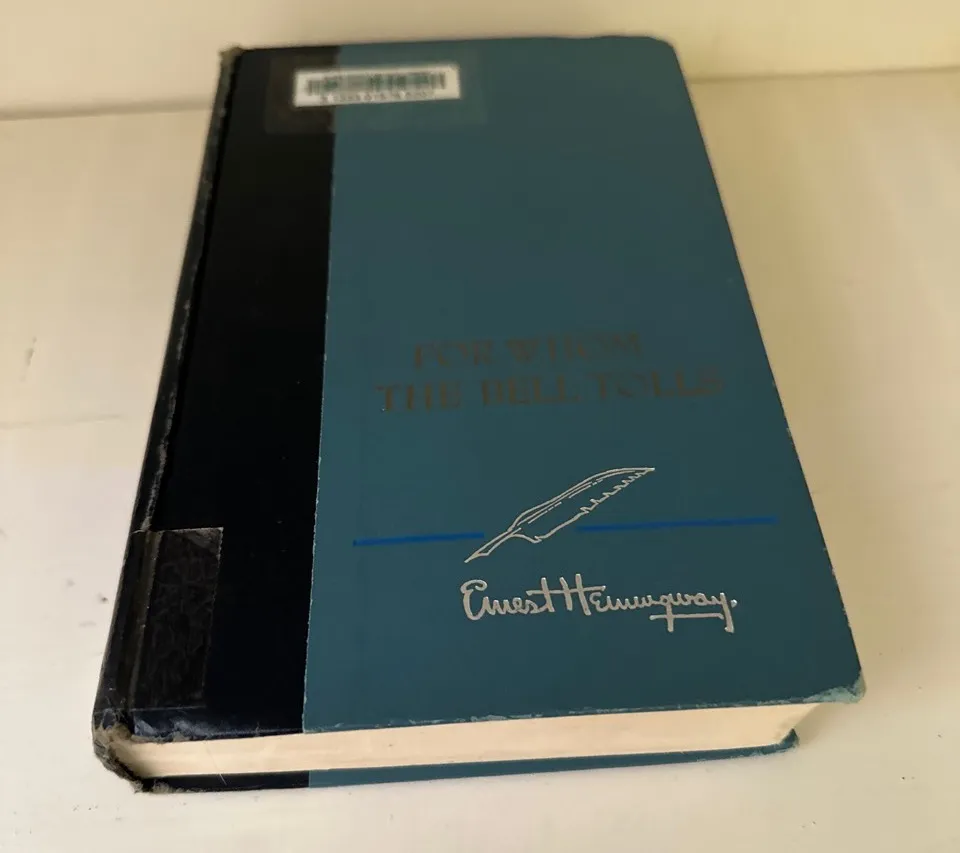 FOR WHOM
THE BELL TOLLS
Ernest Hemingway.